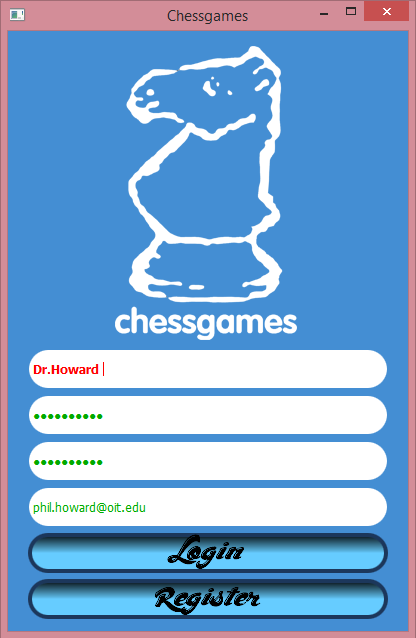 Chessgames
chessgames
Dr.Howard
●●●●●●●●●●
●●●●●●●●●●
phil.howard@oit.edu
Login
Register